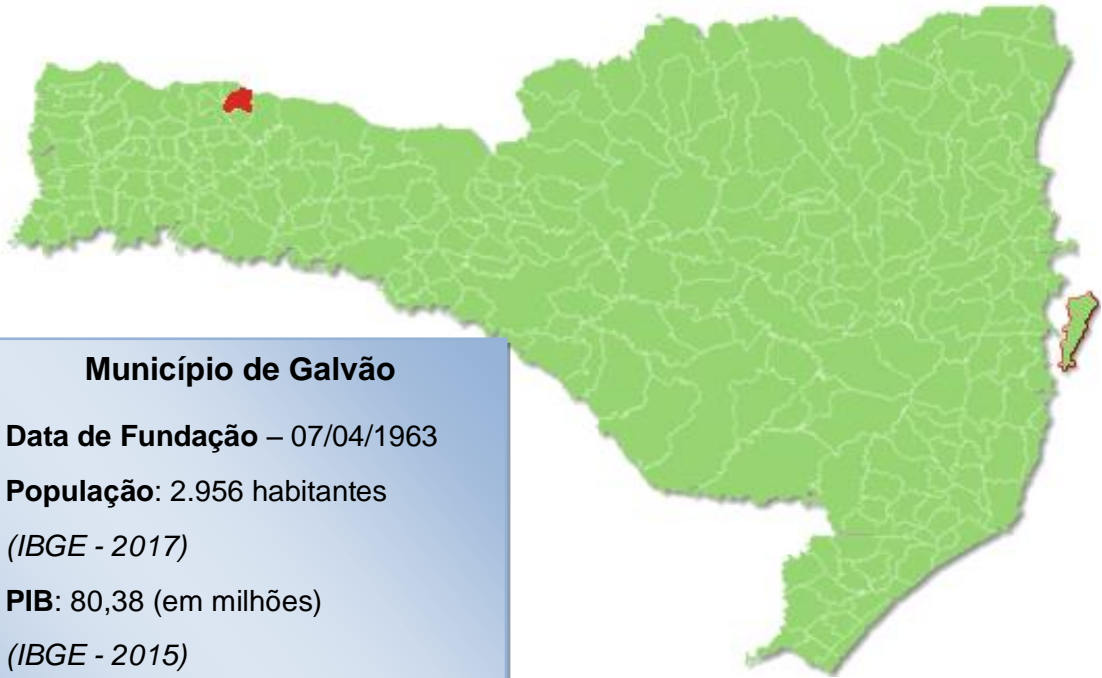 Município de Galvão
Data de Fundação – 07/04/1963
População: 2.956 habitantes
(IBGE - 2017)
PIB: 80,38 (em milhões)
(IBGE - 2015)